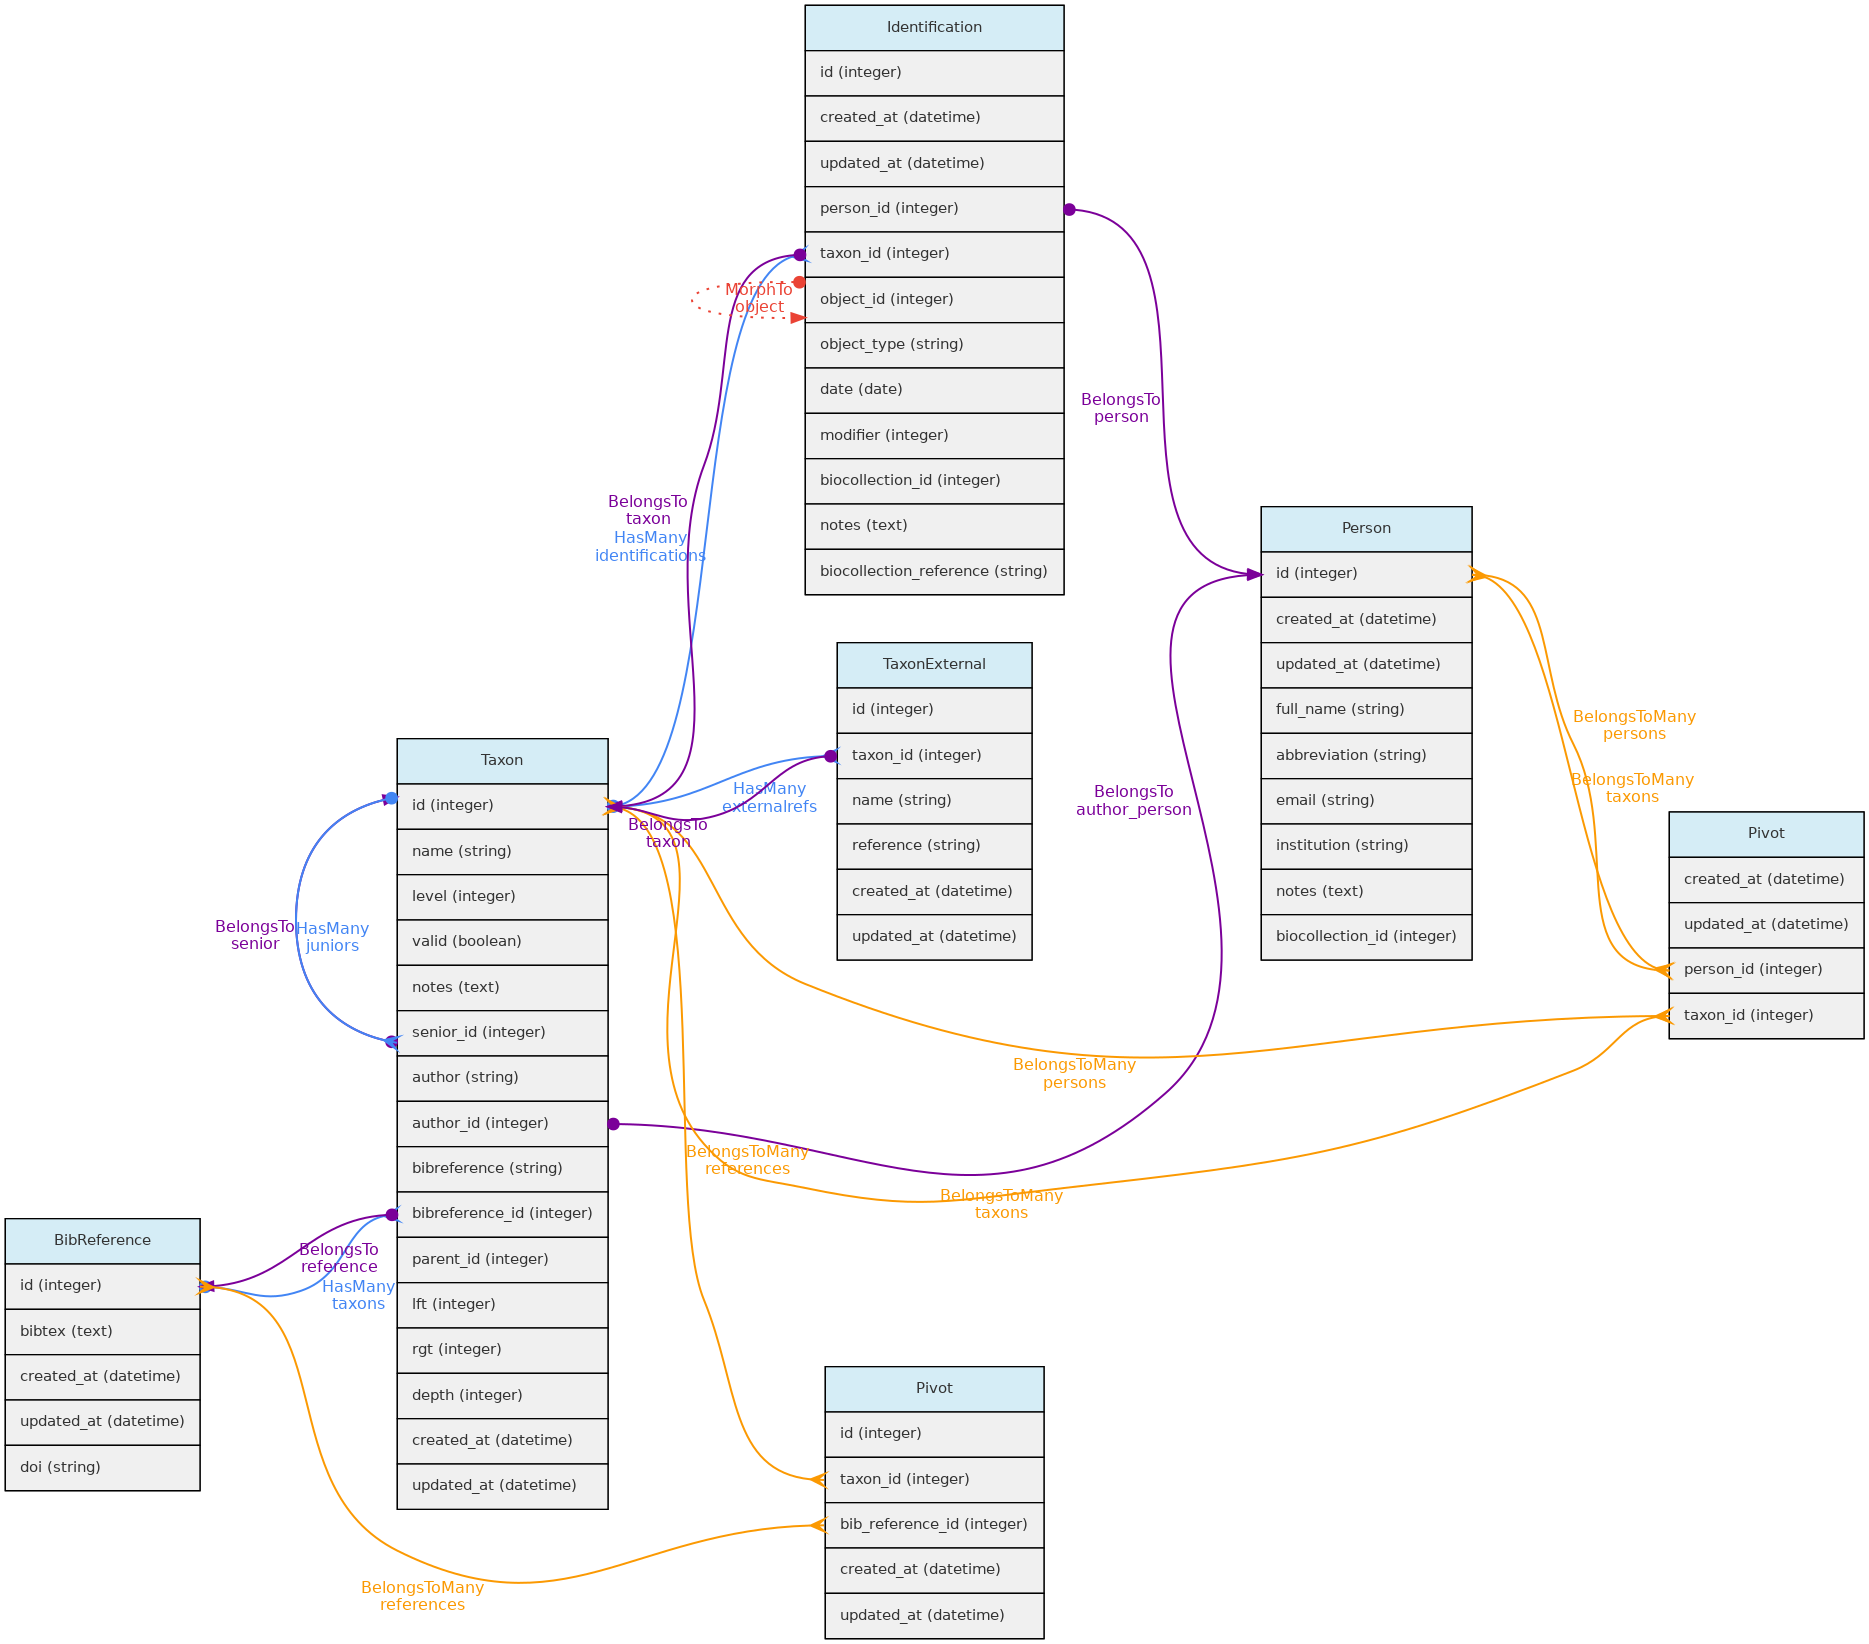 Identification
id (integer)
created_at (datetime)
updated_at (datetime)
person_id (integer)
taxon_id (integer)
object_id (integer)
object_type (string)
date (date)
modifier (integer)
biocollection_id (integer)
notes (text)
biocollection_reference (string)
MorphTo
object
BelongsTo
person
BelongsTo
taxon
HasMany
identifications
Person
id (integer)
created_at (datetime)
updated_at (datetime)
full_name (string)
abbreviation (string)
email (string)
institution (string)
notes (text)
biocollection_id (integer)
TaxonExternal
id (integer)
taxon_id (integer)
name (string)
reference (string)
created_at (datetime)
updated_at (datetime)
BelongsToMany
persons
BelongsToMany
taxons
HasMany
externalrefs
BelongsTo
taxon
BelongsTo
author_person
Taxon
id (integer)
name (string)
level (integer)
valid (boolean)
notes (text)
senior_id (integer)
author (string)
author_id (integer)
bibreference (string)
bibreference_id (integer)
parent_id (integer)
lft (integer)
rgt (integer)
depth (integer)
created_at (datetime)
updated_at (datetime)
Pivot
created_at (datetime)
updated_at (datetime)
person_id (integer)
taxon_id (integer)
BelongsTo
senior
HasMany
juniors
BelongsToMany
persons
BelongsToMany
references
BelongsToMany
taxons
BibReference
id (integer)
bibtex (text)
created_at (datetime)
updated_at (datetime)
doi (string)
BelongsTo
reference
HasMany
taxons
Pivot
id (integer)
taxon_id (integer)
bib_reference_id (integer)
created_at (datetime)
updated_at (datetime)
BelongsToMany
references